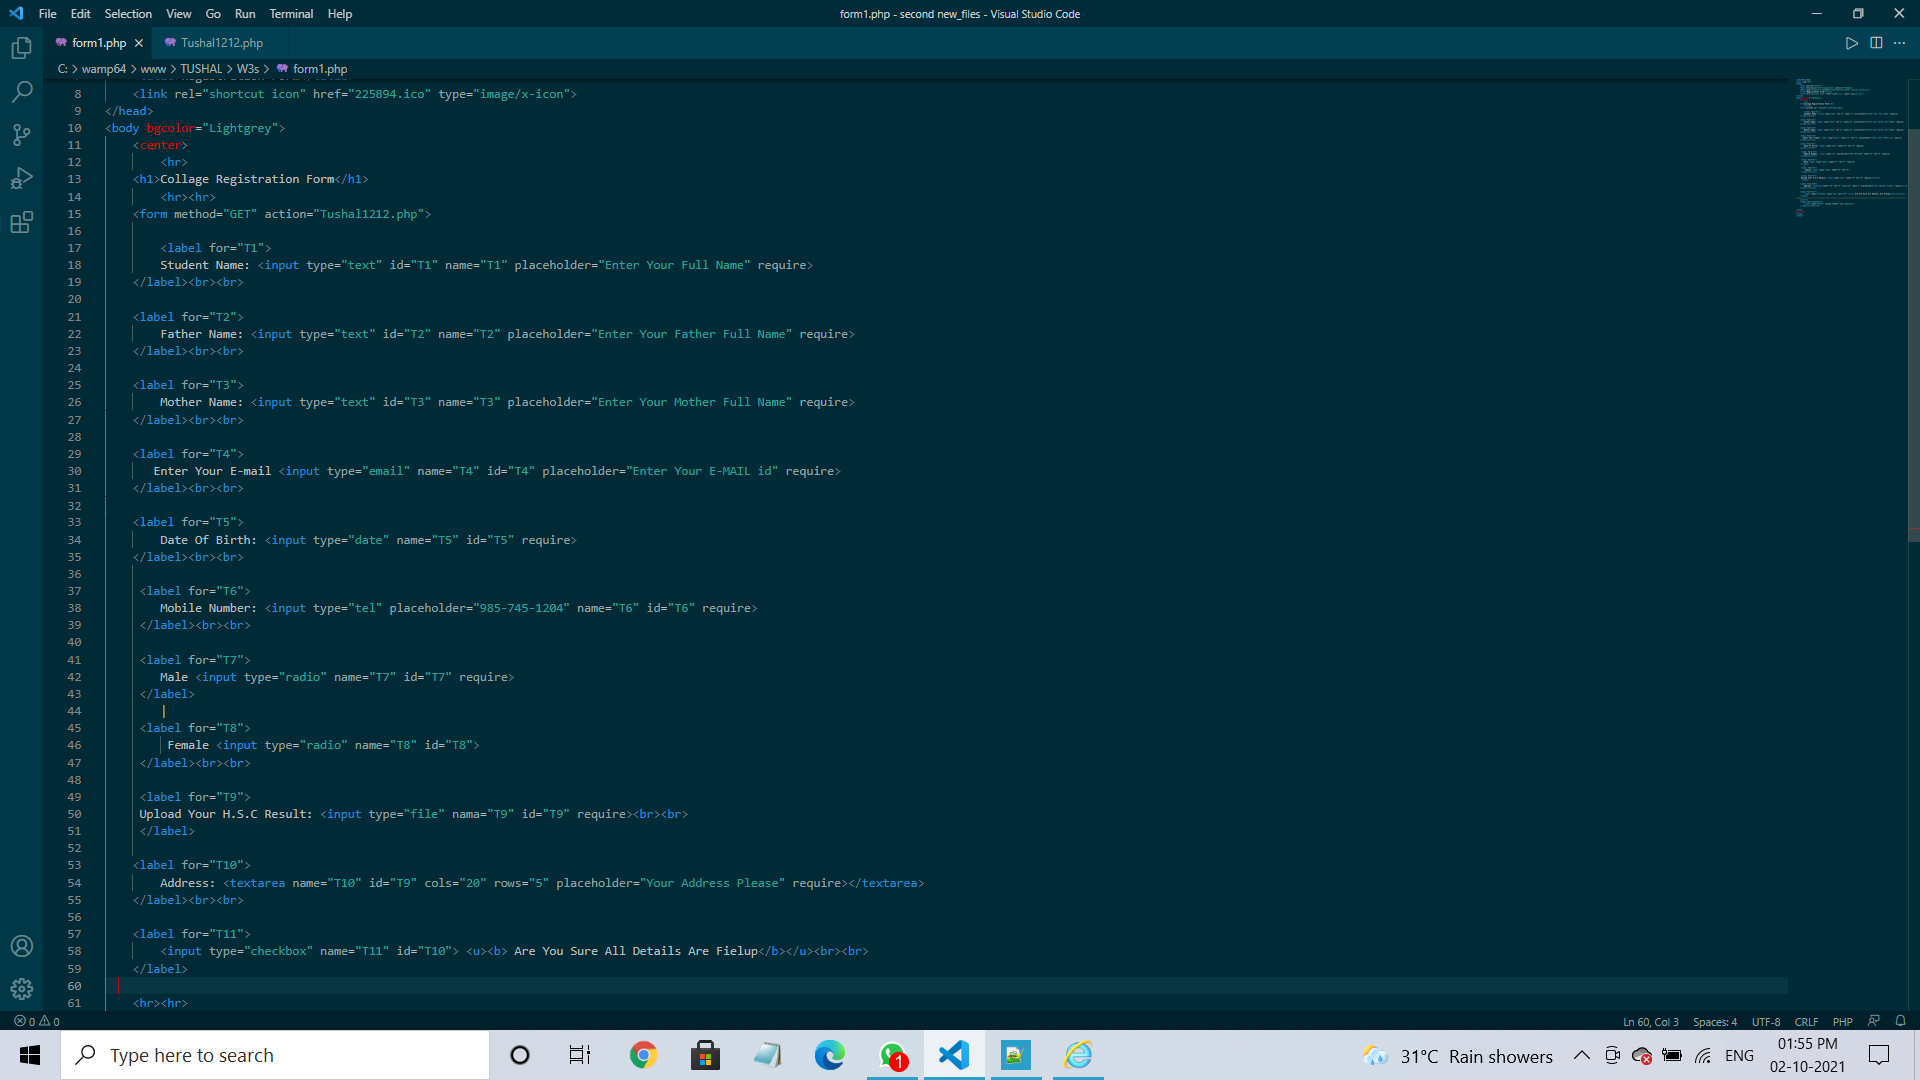 File Edit Selection View Go Run Terminal Help
form1.php - second new_files - Visual Studio Code
form1.php Tushal1212.php
C: > wamp64 > www > TUSHAL > W3s > form1.php
8 <link rel="shortcut icon" href="225894.ico" type="image/x-icon">
9 </head>
10 <body bgcolor="Lightgrey">
11 <center>
12 <hr>
13 <h1>Collage Registration Form</h1>
14 <hr><hr>
15 <form method="GET" action="Tushal1212.php">
16
17 <label for="T1">
18 Student Name: <input type="text" id="T1" name="T1" placeholder="Enter Your Full Name" require>
19 </label><br><br>
20
21 <label for="T2">
22 Father Name: <input type="text" id="T2" name="T2" placeholder="Enter Your Father Full Name" require>
23 </label><br><br>
24
25 <label for="T3">
26 Mother Name: <input type="text" id="T3" name="T3" placeholder="Enter Your Mother Full Name" require>
27 </label><br><br>
28
29 <label for="T4">
30 Enter Your E-mail <input type="email" name="T4" id="T4" placeholder="Enter Your E-MAIL id" require>
31 </label><br><br>
32
33 <label for="T5">
34 Date Of Birth: <input type="date" name="T5" id="T5" require>
35 </label><br><br>
36
37 <label for="T6">
38 Mobile Number: <input type="tel" placeholder="985-745-1204" name="T6" id="T6" require>
39 </label><br><br>
40
41 <label for="T7">
42 Male <input type="radio" name="T7" id="T7" require>
43 </label>
44 |
45 <label for="T8">
46 Female <input type="radio" name="T8" id="T8">
47 </label><br><br>
48
49 <label for="T9">
50 Upload Your H.S.C Result: <input type="file" nama="T9" id="T9" require><br><br>
51 </label>
52
53 <label for="T10">
54 Address: <textarea name="T10" id="T9" cols="20" rows="5" placeholder="Your Address Please" require></textarea>
55 </label><br><br>
56
57 <label for="T11">
58 <input type="checkbox" name="T11" id="T10"> <u><b> Are You Sure All Details Are Fielup</b></u><br><br>
59 </label>
60
61 <hr><hr>
0 0 Ln 60, Col 3 Spaces: 4 UTF-8 CRLF PHP
Type here to search
1
31°C Rain showers
ENG
01:55 PM
02-10-2021